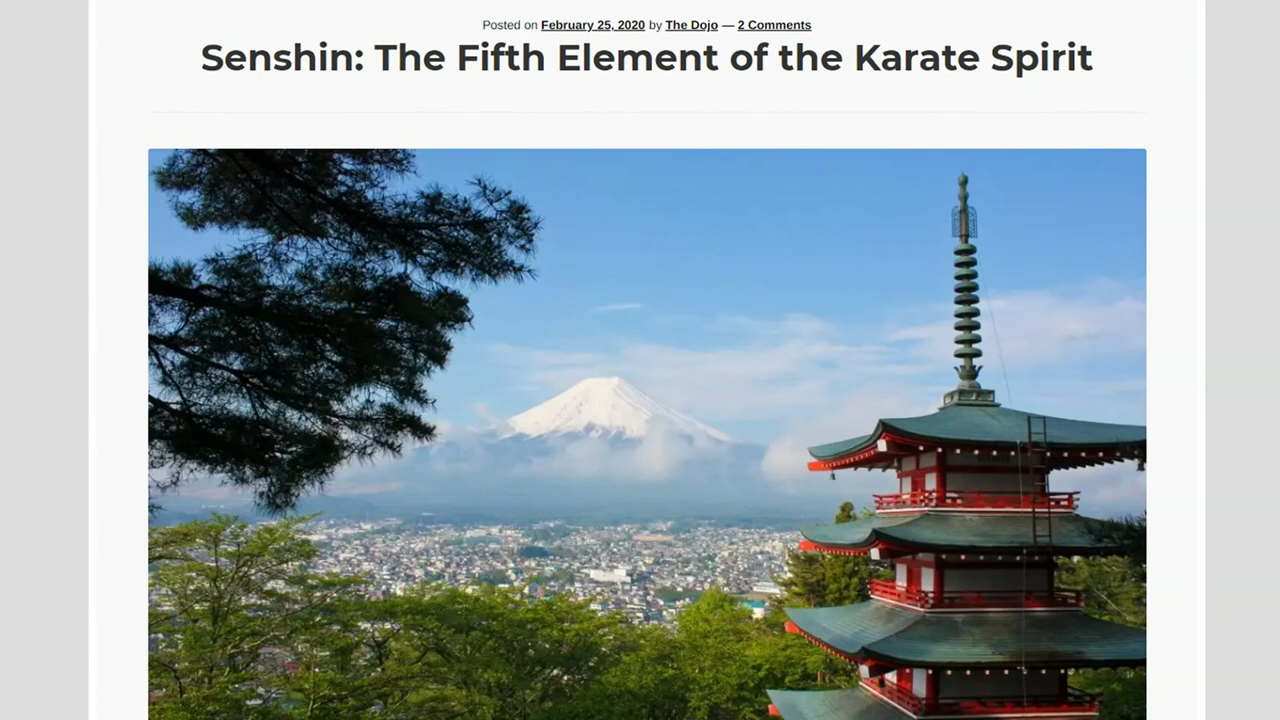 Posted on February 25, 2020 by The Dojo — 2 Comments
Senshin: The Fifth Element of the Karate Spirit